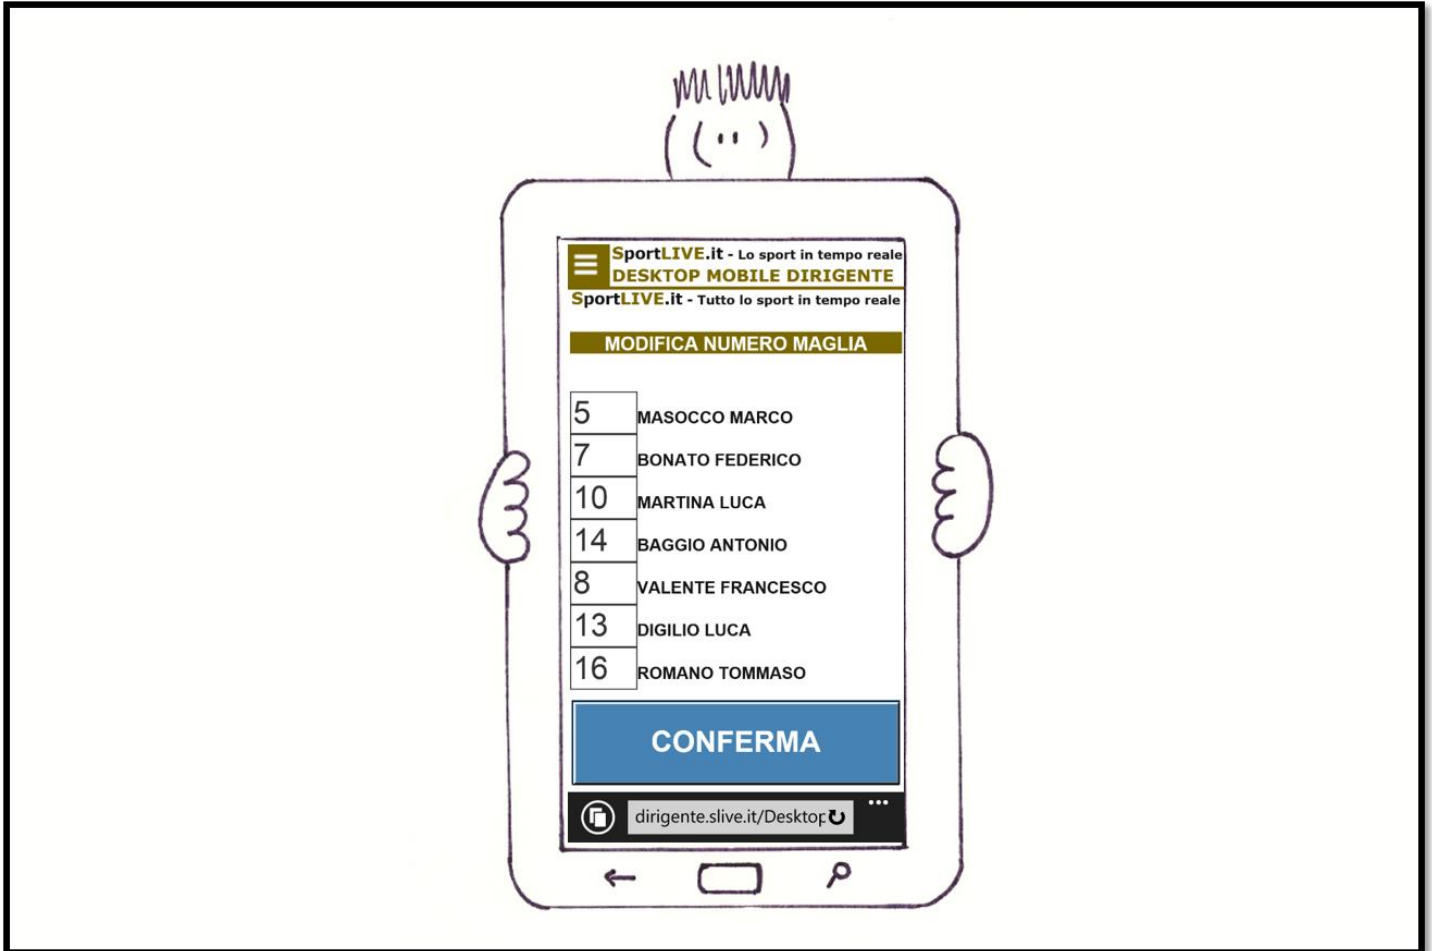 SportLIVE.it - Lo sport in tempo reale
DESKTOP MOBILE DIRIGENTE
SportLIVE.it - Tutto lo sport in tempo reale
MODIFICA NUMERO MAGLIA
5 MASOCCO MARCO
7 BONATO FEDERICO
10 MARTINA LUCA
14 BAGGIO ANTONIO
8 VALENTE FRANCESCO
13 DIGILIO LUCA
16 ROMANO TOMMASO
CONFERMA
dirigente.slive.it/Desktop